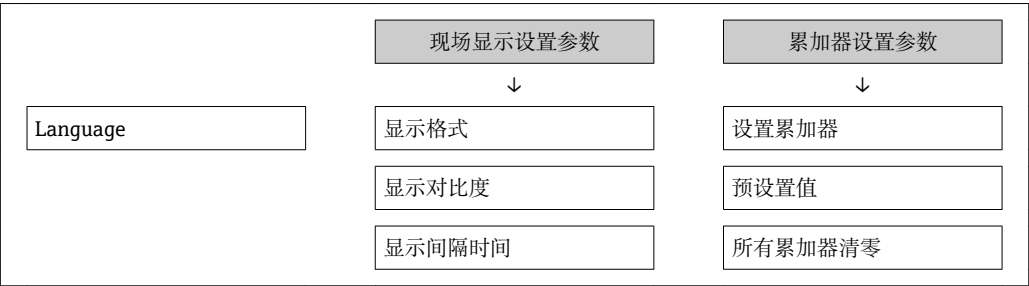 现场显示设置参数
累加器设置参数
↓
↓
Language
显示格式
设置累加器
显示对比度
预设置值
显示间隔时间
所有累加器清零